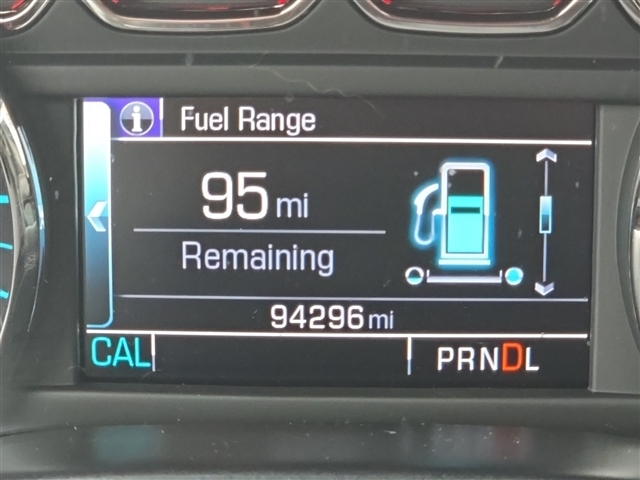 i Fuel Range
95 mi
Remaining
94296 mi
CAL PRNDL